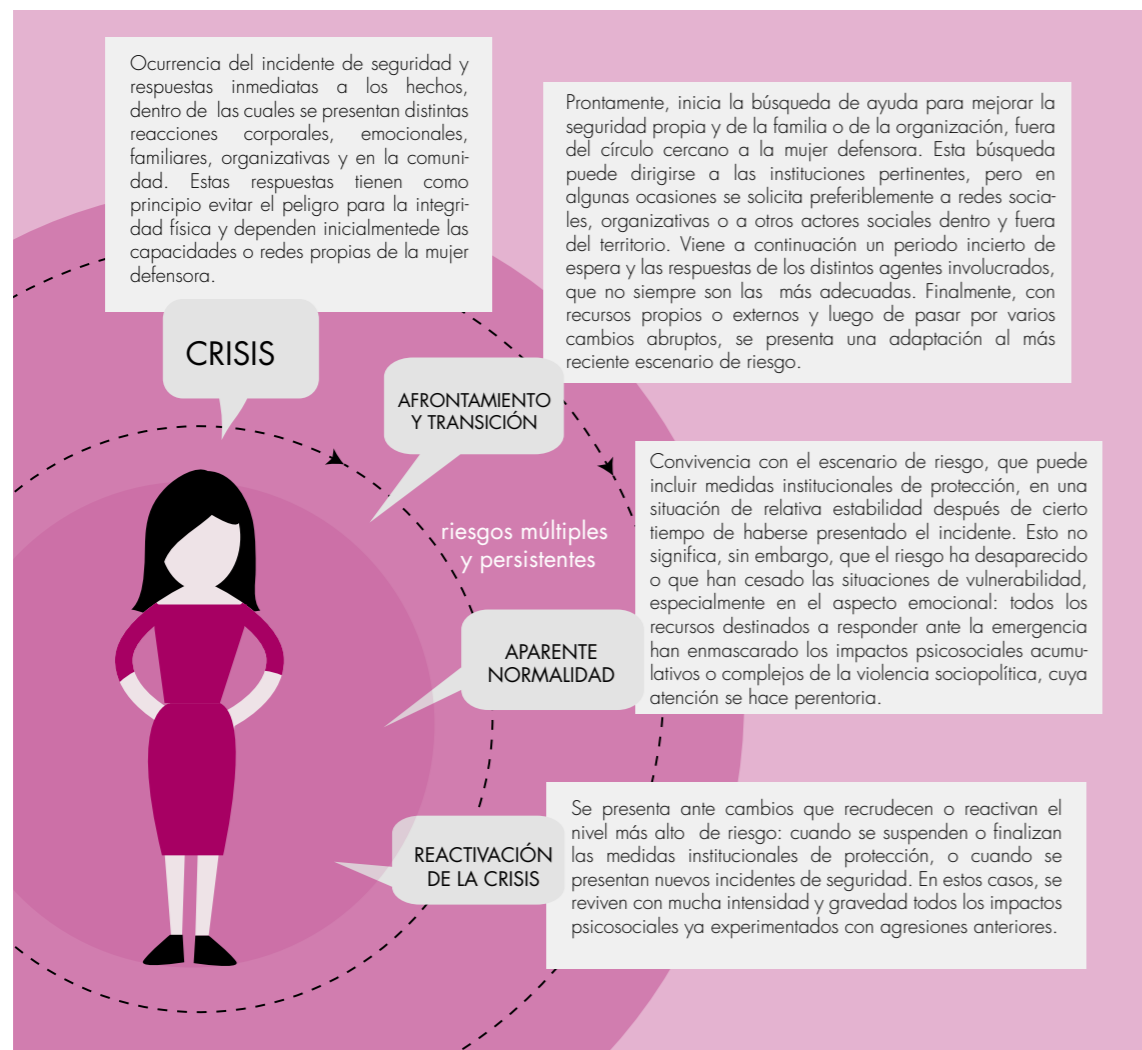 Ocurrencia del incidente de seguridad y
respuestas inmediatas a los hechos,
dentro de las cuales se presentan distintas
reacciones corporales, emocionales,
familiares, organizativas y en la comuni-
dad. Estas respuestas tienen como
principio evitar el peligro para la integri-
dad física y dependen inicialmentede las
capacidades o redes propias de la mujer
defensora.
CRISIS
Prontamente, inicia la búsqueda de ayuda para mejorar la
seguridad propia y de la familia o de la organización, fuera
del círculo cercano a la mujer defensora. Esta búsqueda
puede dirigirse a las instituciones pertinentes, pero en
algunas ocasiones se solicita preferiblemente a redes socia-
les, organizativas o a otros actores sociales dentro y fuera
del territorio. Viene a continuación un periodo incierto de
espera y las respuestas de los distintos agentes involucrados,
que no siempre son las más adecuadas. Finalmente, con
recursos propios o externos y luego de pasar por varios
cambios abruptos, se presenta una adaptación al más
reciente escenario de riesgo.
AFRONTAMIENTO
Y TRANSICIÓN
riesgos múltiples
y persistentes
Convivencia con el escenario de riesgo, que puede
incluir medidas institucionales de protección, en una
situación de relativa estabilidad después de cierto
tiempo de haberse presentado el incidente. Esto no
significa, sin embargo, que el riesgo ha desaparecido
o que han cesado las situaciones de vulnerabilidad,
especialmente en el aspecto emocional: todos los
recursos destinados a responder ante la emergencia
han enmascarado los impactos psicosociales acumu-
lativos o complejos de la violencia sociopolítica, cuya
atención se hace perentoria.
APARENTE
NORMALIDAD
Se presenta ante cambios que recrudecen o reactivan el
nivel más alto de riesgo: cuando se suspenden o finalizan
las medidas institucionales de protección, o cuando se
presentan nuevos incidentes de seguridad. En estos casos, se
reviven con mucha intensidad y gravedad todos los impactos
psicosociales ya experimentados con agresiones anteriores.
REACTIVACIÓN
DE LA CRISIS